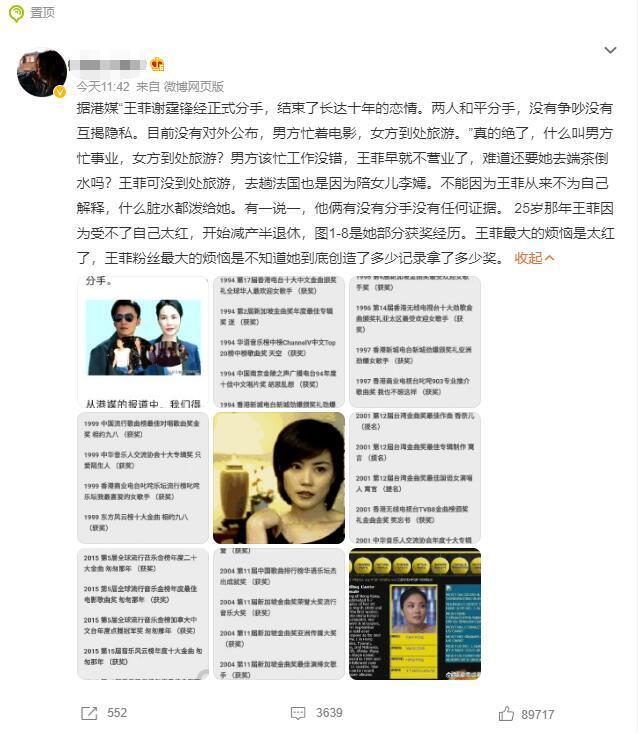 置顶
今天11:42 来自 微博网页版
据港媒“王菲谢霆锋经正式分手，结束了长达十年的恋情。两人和平分手，没有争吵没有
互揭隐私。目前没有对外公布，男方忙着电影，女方到处旅游。”真的绝了，什么叫男方
忙事业，女方到处旅游？男方该忙工作没错，王菲早就不营业了，难道还要她去端茶倒
水吗？王菲可没到处旅游，去趟法国也是因为陪女儿李嫣。不能因为王菲从来不为自己
解释，什么脏水都泼给她。有一说一，他俩有没有分手没有任何证据。 25岁那年王菲因
为受不了自己太红，开始减产半退休，图1-8是她部分获奖经历。王菲最大的烦恼是太红
了，王菲粉丝最大的烦恼是不知道她到底创造了多少记录拿了多少奖。 收起
分手。
从港媒的报道中，我们得
1994 第17届香港电台十大中文金曲颁奖
礼全球华人最欢迎女歌手 （获奖）
1994 第2届新加坡金曲奖年度最佳专辑
奖 迷 （获奖）
1994 华语音乐榜中榜ChannelV中文Top
20榜中榜歌曲奖 天空 （获奖）
1994 中国南京金陵之声广播电台94年度
十佳中文唱片奖 胡思乱想 （获奖）
1994 香港新城电台新城劲爆颁奖礼劲爆
手奖 （获奖）
1996 第14届香港无线电视台十大劲歌金
曲颁奖礼亚太区最受欢迎女歌手 （获
奖）
1997 香港新城电台新城劲爆颁奖礼亚洲
劲爆女歌手 （获奖）
1997 香港商业电视台叱咤903专业推介
歌曲奖 我也不想这样 （获奖）
1999 中国流行歌曲榜最佳对唱歌曲奖金
奖 相约九八 （获奖）
1999 中华音乐人交流协会十大专辑奖 只
爱陌生人 （获奖）
1999 香港商业电台叱咤乐坛流行榜叱咤
乐坛我最喜爱的女歌手 （获奖）
1999 东方风云榜十大金曲 相约九八
（获奖）
2001 第12届台湾金曲奖最佳作曲 香奈儿
（提名）
2001 第12届台湾金曲奖最佳专辑制作 寓
言 （提名）
2001 第12届台湾金曲奖最佳国语女演唱
人 寓言 （提名）
2001 香港无线电视台TVB8金曲榜颁奖
礼金曲金奖 笑忘书 （获奖）
2001 中华音乐人交流协会年度十大专辑
2015 第5届全球流行音乐金榜年度二十
大金曲 匆匆那年 （获奖）
2015 第5届全球流行音乐金榜年度最佳
电影歌曲奖 匆匆那年 （获奖）
2015 第5届全球流行音乐金榜加拿大中
文台年度点播冠军奖 匆匆那年 （获奖）
2015 第15届音乐风云榜年度十大金曲 匆
匆那年 （获奖）
2004 第11届中国歌曲排行榜华语乐坛杰
出成就奖 （获奖）
2004 第11届新加坡金曲奖荣誉大奖流行
音乐大奖 （获奖）
2004 第11届新加坡金曲奖亚洲传媒大奖
（获奖）
2004 第11届新加坡金曲奖最佳演绎女歌
手 （获奖）
552
3639
89717